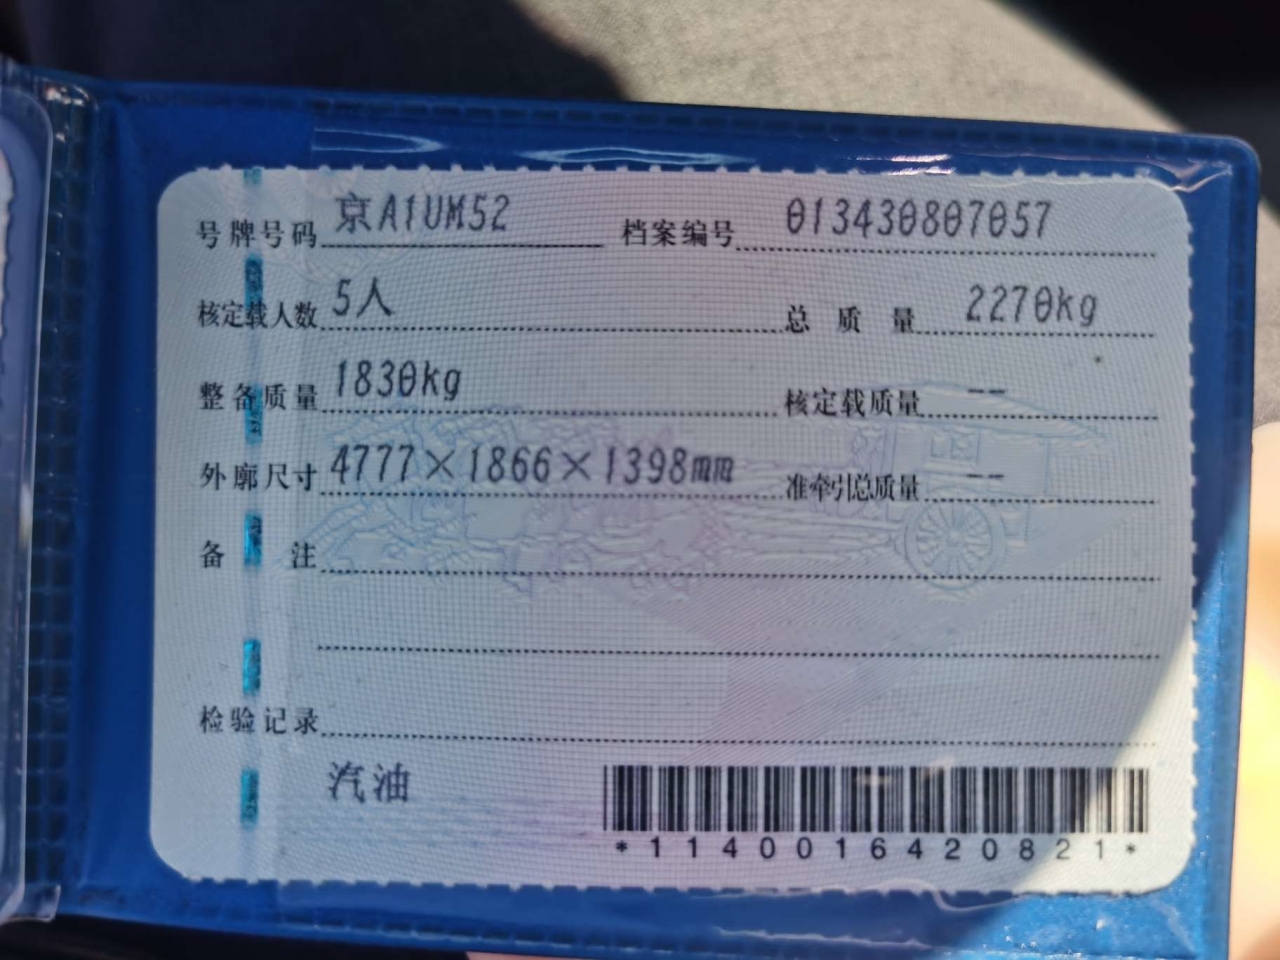 号牌号码 京A1UM52 档案编号 013430807057
核定载人数 5人 总质量 2270kg
整备质量 1830kg 核定载质量 --
外廓尺寸 4777×1866×1398mm 准牵引总质量 --
备注
检验记录
汽油
*1140016420821*